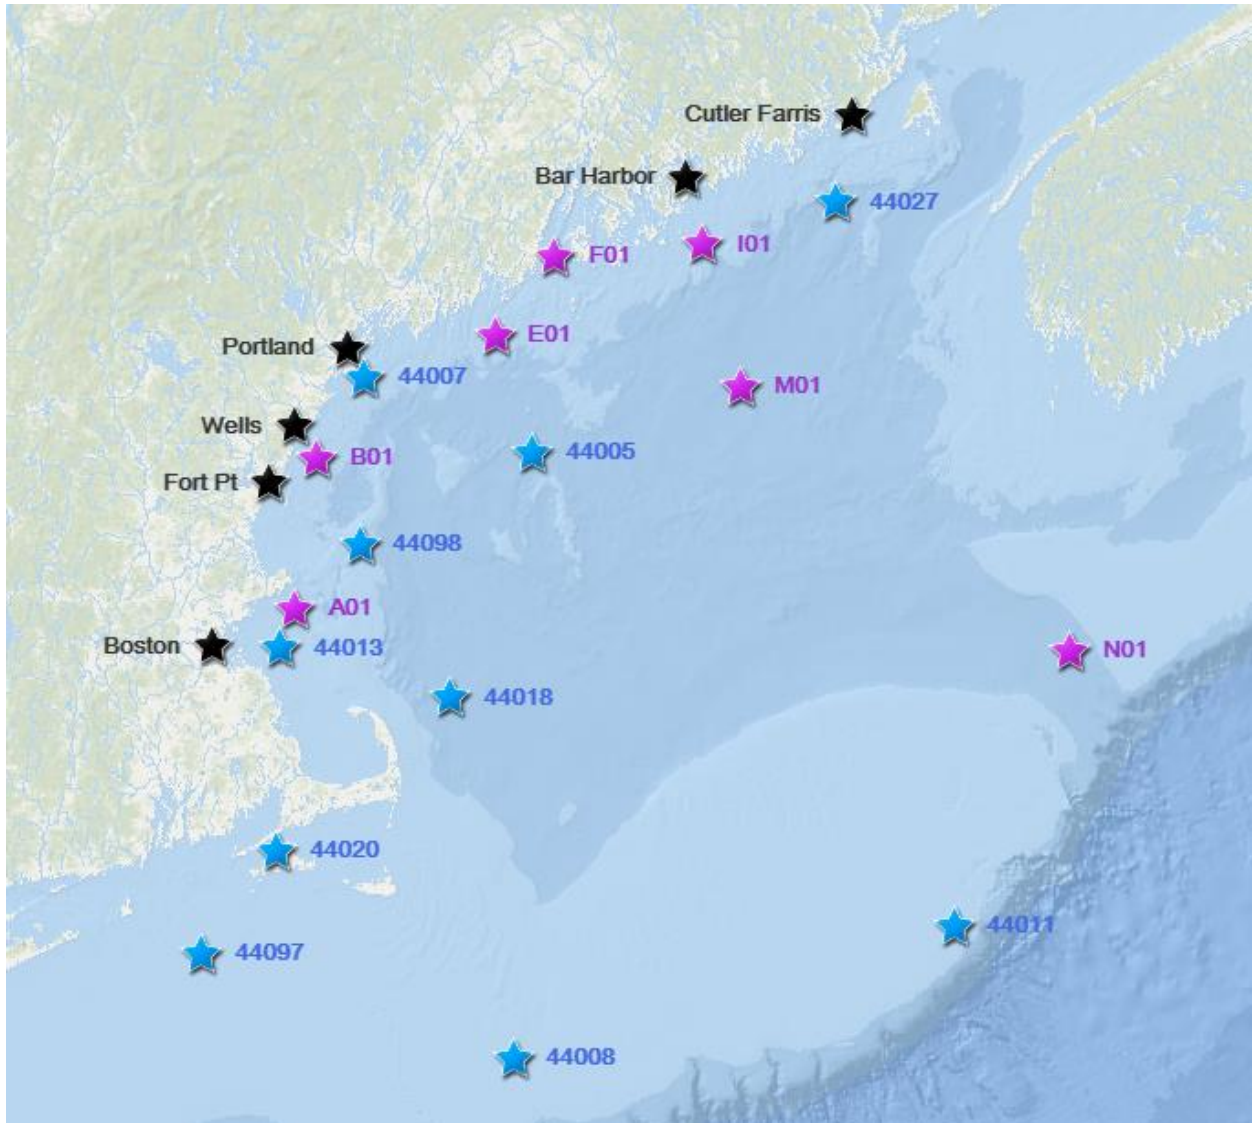 Cutler Farris
Bar Harbor
44027
I01
F01
E01
Portland
44007
M01
Wells
44005
B01
Fort Pt
44098
A01
Boston
44013
N01
44018
44020
44011
44097
44008